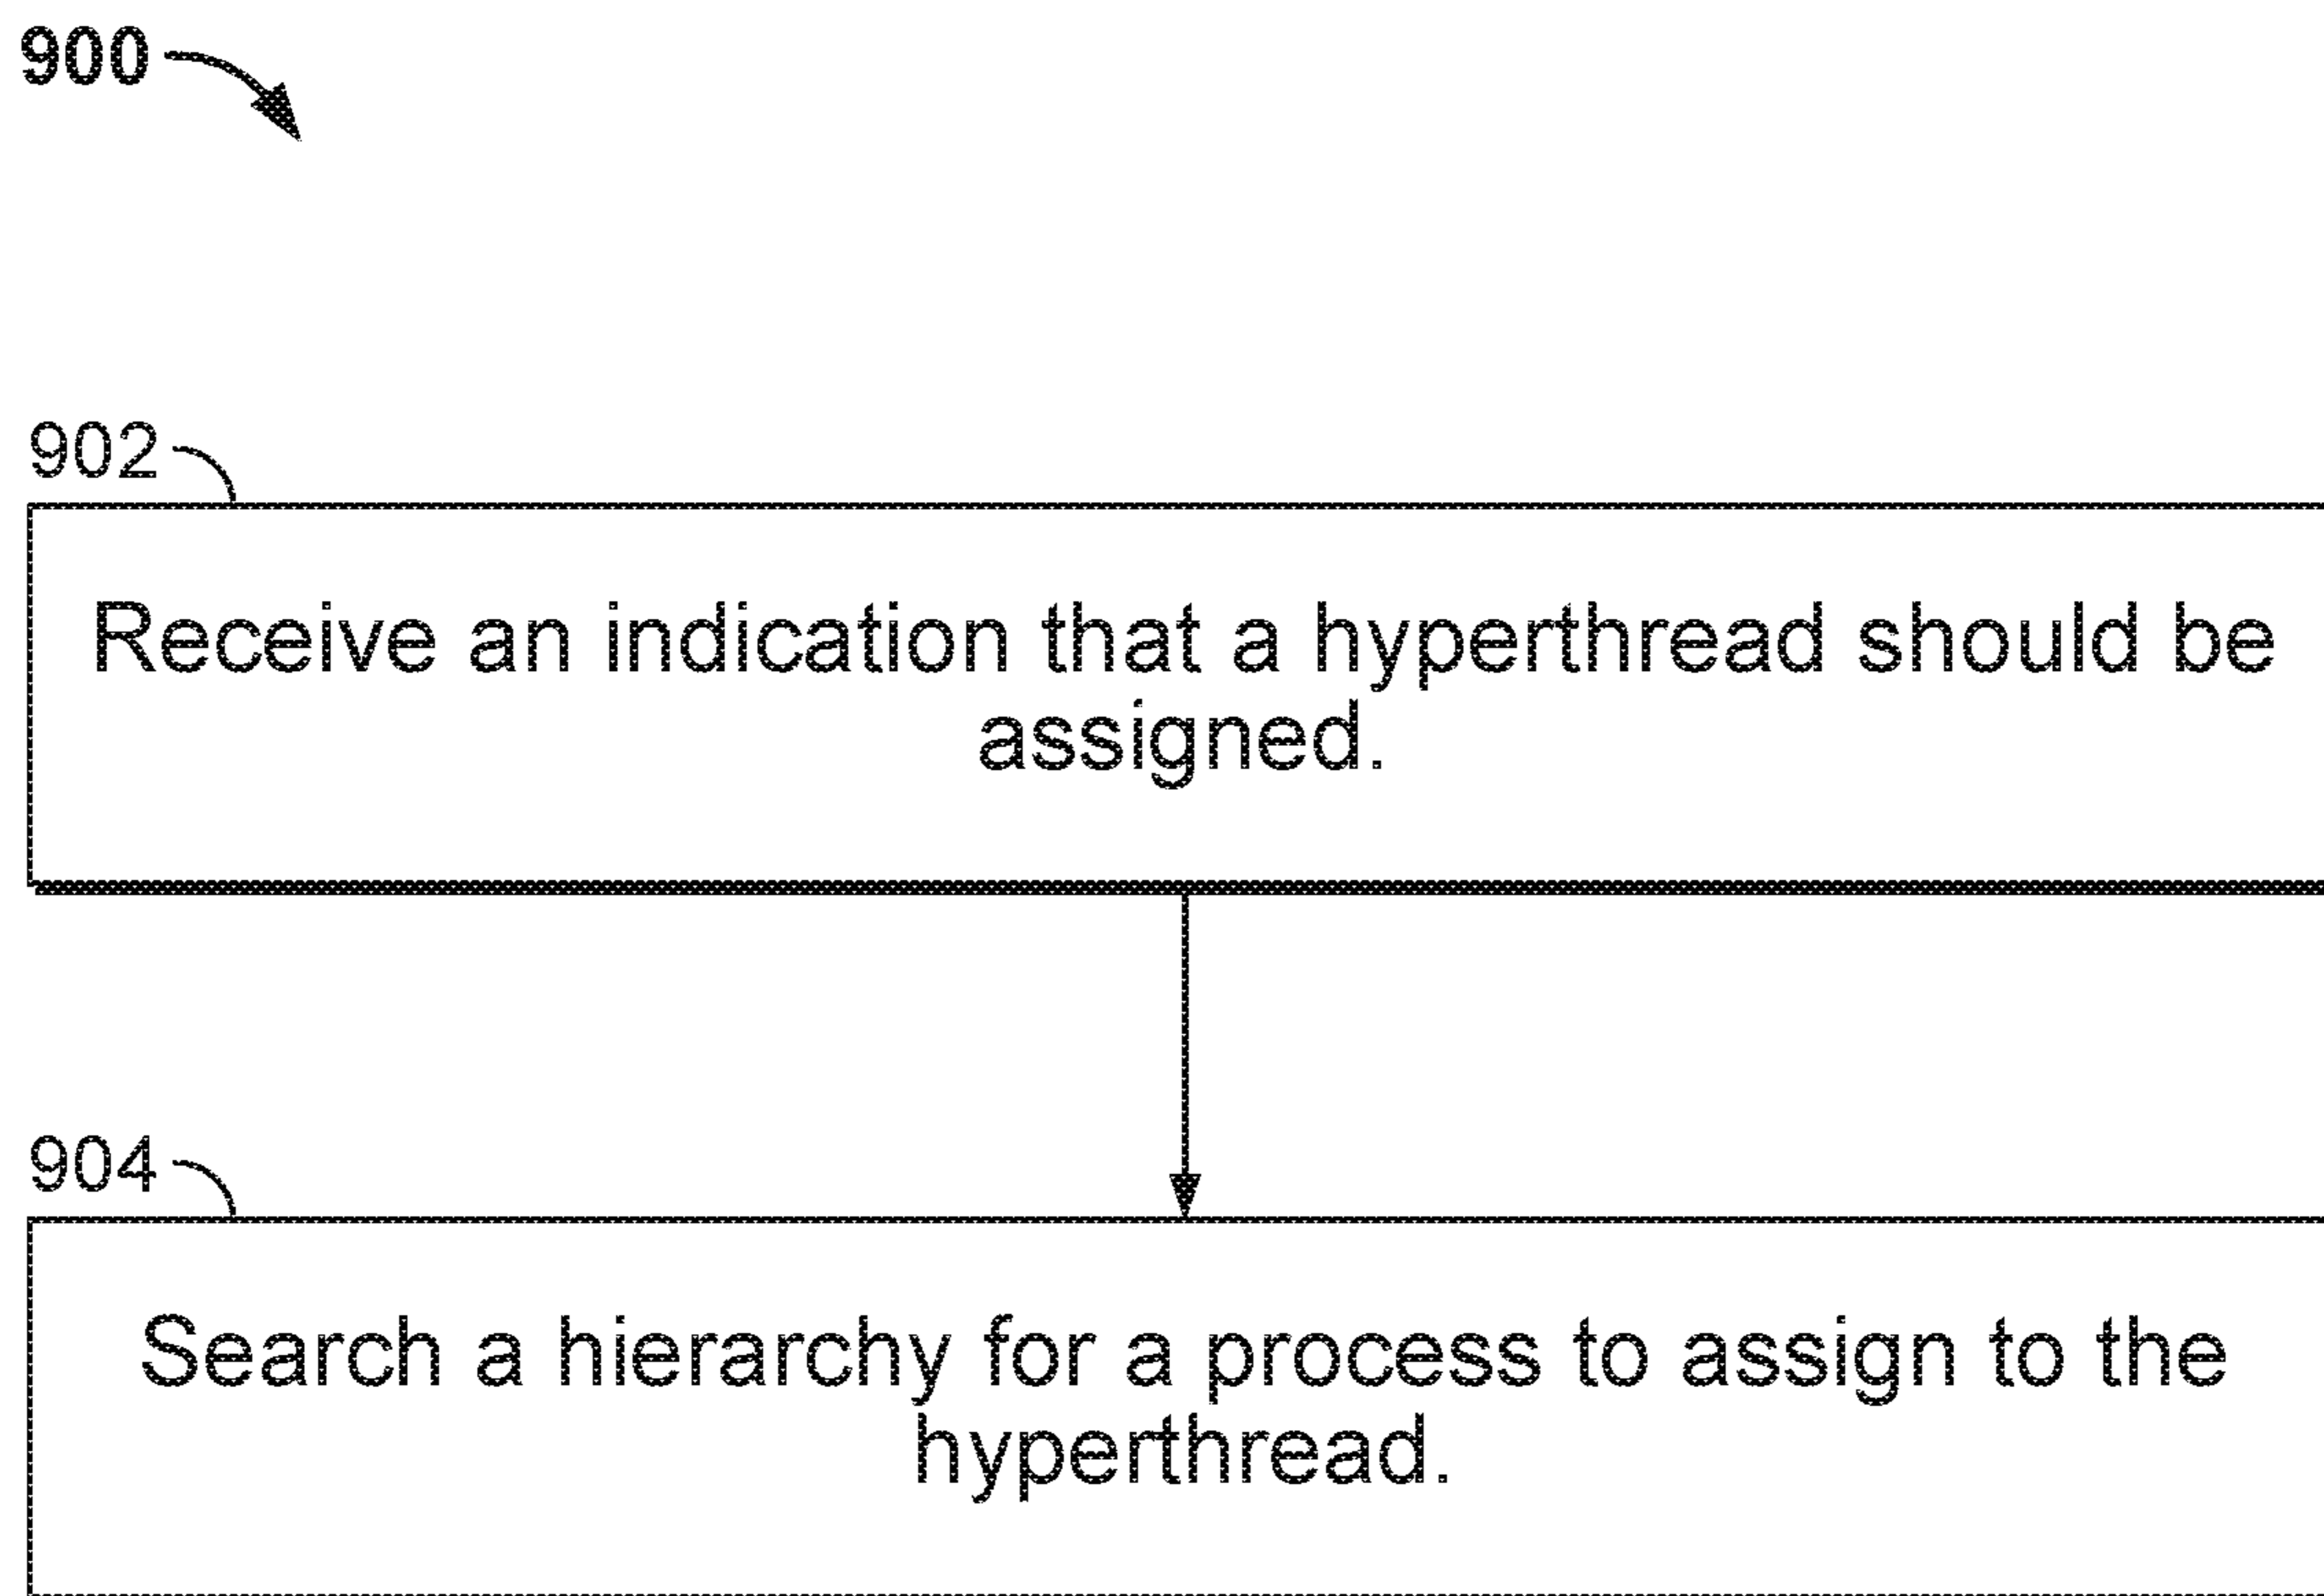 900
902
Receive an indication that a hyperthread should be
assigned.
904
Search a hierarchy for a process to assign to the
hyperthread.